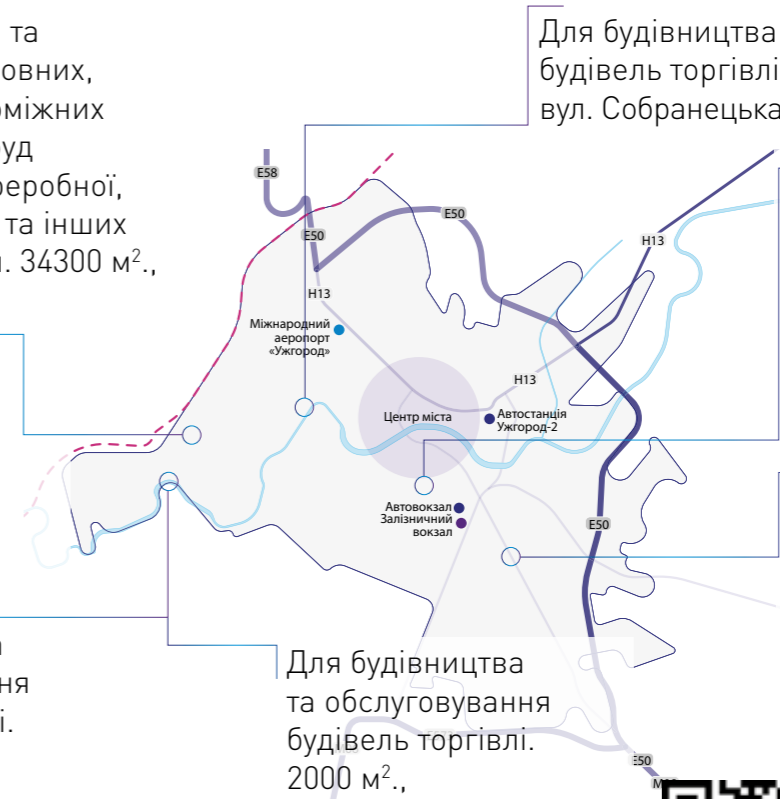 та
овних,
оміжних
уд
реробної,
та інших
л. 34300 м².,
Для будівництва
будівель торгівлі
вул. Собранецька
E58
E50
E50
H13
H13
Міжнародний
аеропорт
«Ужгород»
H13
Центр міста
Автостанція
Ужгород-2
Автовокзал
Залізничний
вокзал
E50
ня
і.
Для будівництва
та обслуговування
будівель торгівлі.
2000 м².,
E50